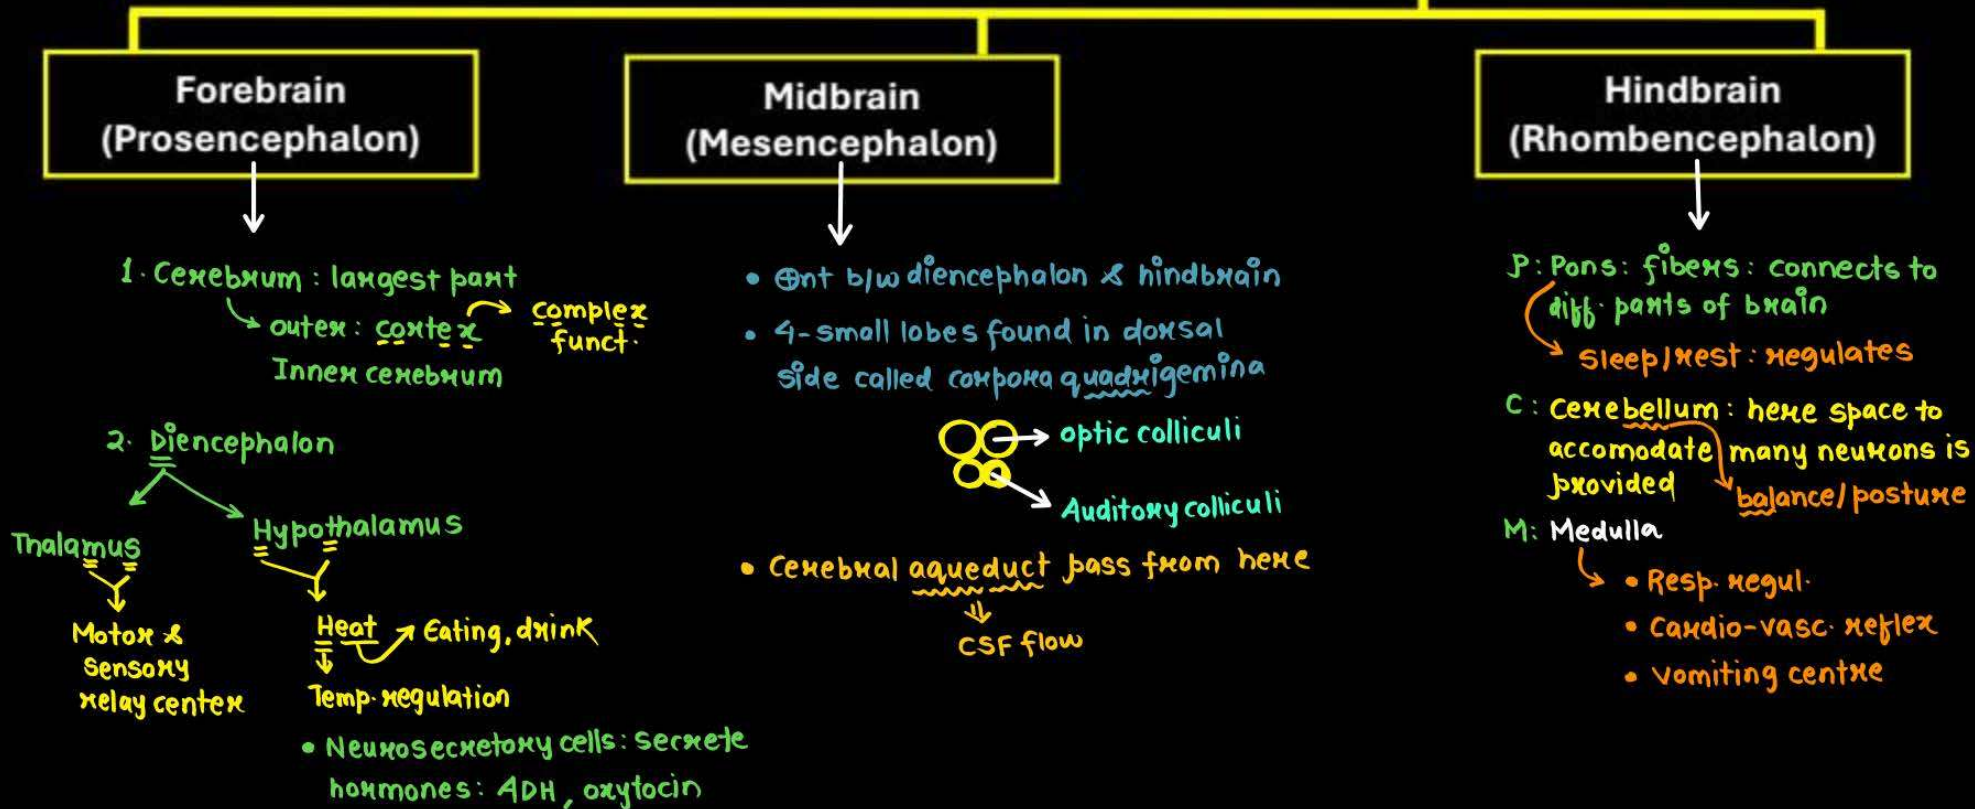 Forebrain
(Prosencephalon)
1. Cerebrum : largest part
outer : cortex
complex
funct.
Inner cerebrum
2. Diencephalon
Thalamus
Motor &
sensory
relay center
Hypothalamus
Heat
Eating, drink
Temp. regulation
• Neurosecretory cells : secrete
hormones : ADH , oxytocin
Midbrain
(Mesencephalon)
• ⊕nt b/w diencephalon & hindbrain
• 4-small lobes found in dorsal
side called corpora quadrigemina
optic colliculi
Auditory colliculi
• Cerebral aqueduct pass from here
CSF flow
Hindbrain
(Rhombencephalon)
P : Pons : fibers : connects to
diff. parts of brain
Sleep/rest : regulates
C : Cerebellum : here space to
accomodate many neurons is
provided
balance/posture
M : Medulla
• Resp. regul.
• Cardio-vasc. reflex
• Vomiting centre